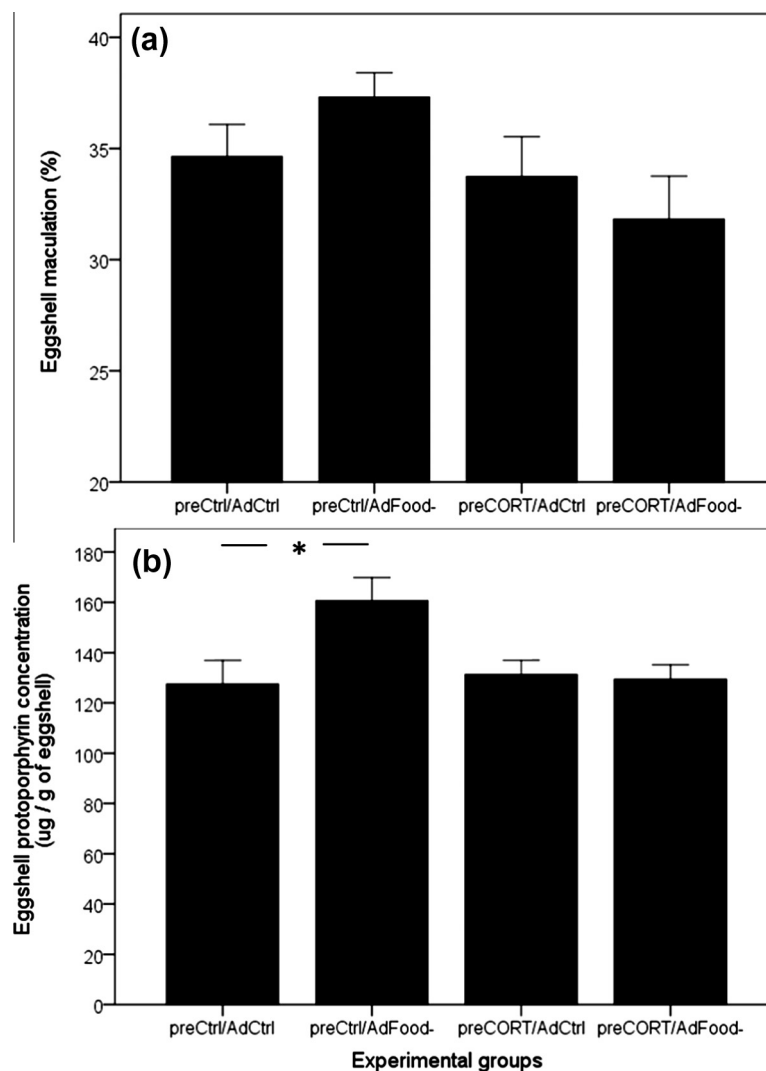 (a)
40
35
30
25
20
Eggshell maculation (%)
preCtrl/AdCtrl preCtrl/AdFood- preCORT/AdCtrl preCORT/AdFood-
(b)
*
180
160
140
120
100
80
60
40
20
0
Eggshell protoporphyrin concentration
(ug / g of eggshell)
preCtrl/AdCtrl preCtrl/AdFood- preCORT/AdCtrl preCORT/AdFood-
Experimental groups